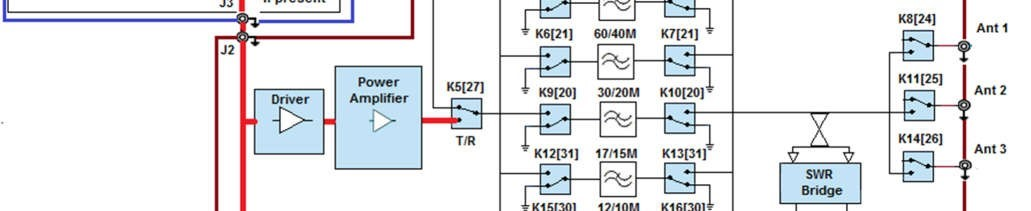 J3
if present
J2
Driver
Power
Amplifier
K5[27]
T/R
K6[21] 60/40M K7[21]
K9[20] 30/20M K10[20]
K12[31] 17/15M K13[31]
K15[30] 12/10M K16[30]
SWR
Bridge
K8[24]
Ant 1
K11[25]
Ant 2
K14[26]
Ant 3